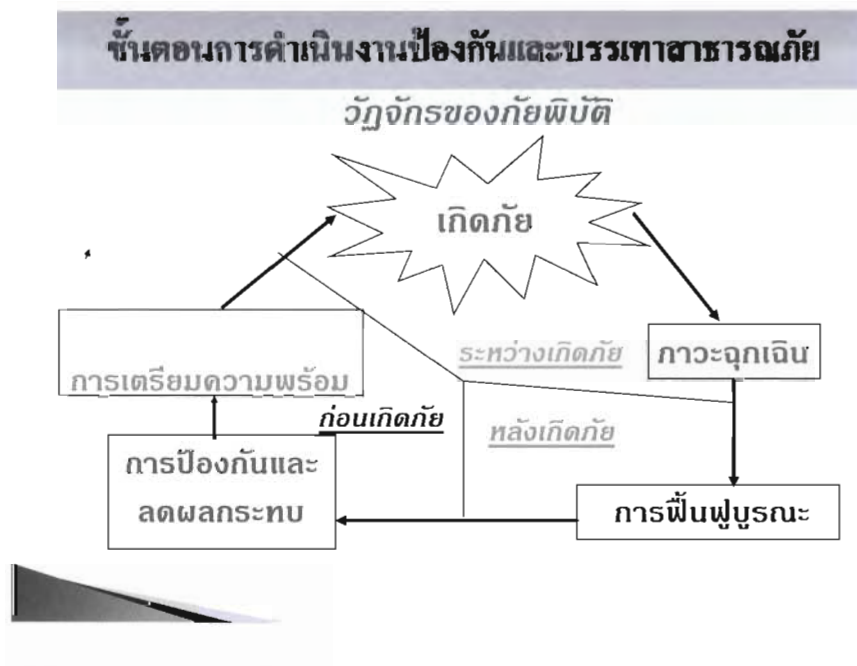 ขั้นตอนการดำเนินงานป้องกันและบรรเทาสาธารณภัย
วัฏจักรของภัยพิบัติ
เกิดภัย
ระหว่างเกิดภัย
ภาวะฉุกเฉิน
การเตรียมความพร้อม
ก่อนเกิดภัย
หลังเกิดภัย
การป้องกันและ
ลดผลกระทบ
การฟื้นฟูบูรณะ